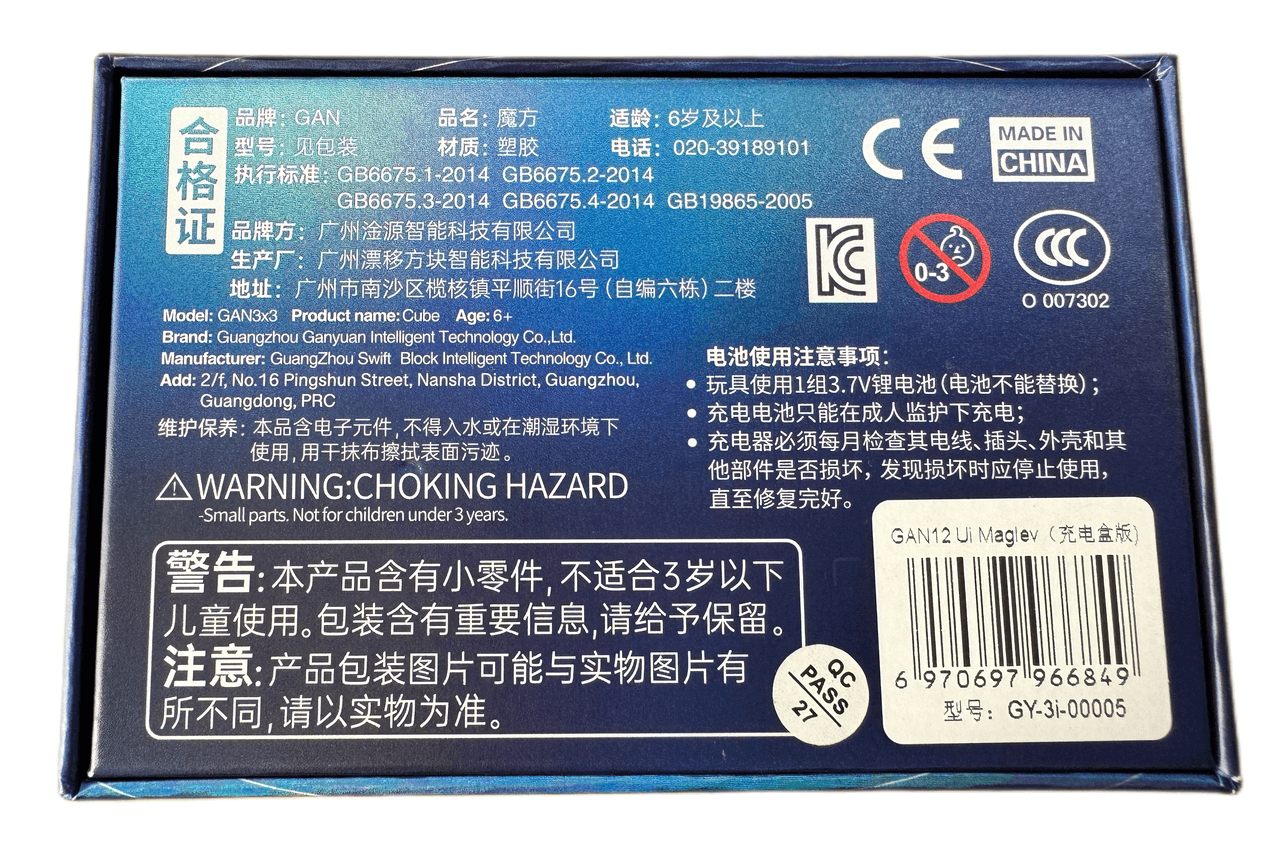 合格证
品牌：GAN 品名：魔方 适龄：6岁及以上
型号：见包装 材质：塑胶 电话：020-39189101
执行标准：GB6675.1-2014 GB6675.2-2014
GB6675.3-2014 GB6675.4-2014 GB19865-2005
品牌方：广州淦源智能科技有限公司
生产厂：广州漂移方块智能科技有限公司
地址：广州市南沙区榄核镇平顺街16号（自编六栋）二楼
Model: GAN3x3 Product name: Cube Age: 6+
Brand: Guangzhou Ganyuan Intelligent Technology Co.,Ltd.
Manufacturer: GuangZhou Swift Block Intelligent Technology Co., Ltd.
Add: 2/f, No.16 Pingshun Street, Nansha District, Guangzhou,
Guangdong, PRC
维护保养：本品含电子元件,不得入水或在潮湿环境下
使用,用干抹布擦拭表面污迹。
WARNING:CHOKING HAZARD
-Small parts. Not for children under 3 years.
警告:本产品含有小零件,不适合3岁以下
儿童使用。包装含有重要信息,请给予保留。
注意:产品包装图片可能与实物图片有
所不同,请以实物为准。
CE
MADE IN
CHINA
KC
0-3
CCC
O 007302
电池使用注意事项：
• 玩具使用1组3.7V锂电池（电池不能替换）；
• 充电电池只能在成人监护下充电；
• 充电器必须每月检查其电线、插头、外壳和其
他部件是否损坏，发现损坏时应停止使用，
直至修复完好。
QC
PASS
27
GAN12 Ui Maglev（充电盒版）
6 970697 966849
型号：GY-3i-00005